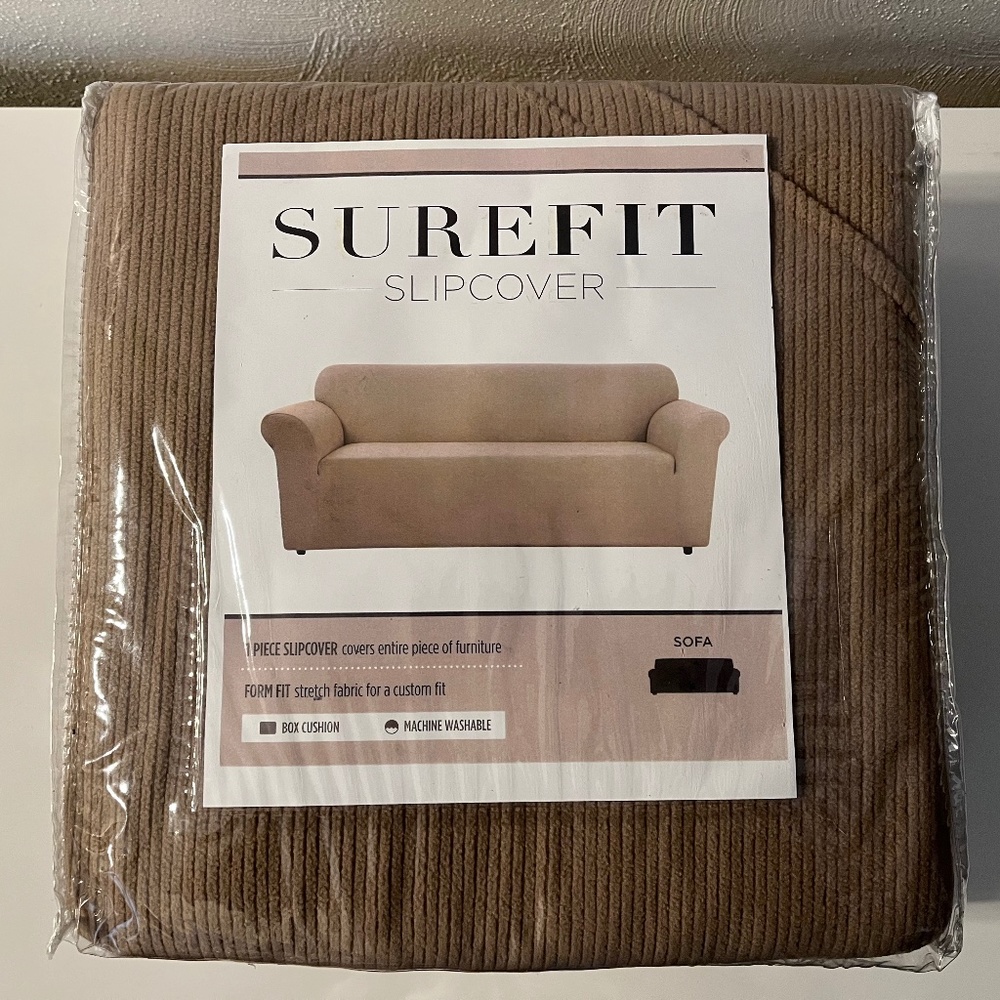 SUREFIT
SLIPCOVER
1 PIECE SLIPCOVER covers entire piece of furniture
SOFA
FORM FIT stretch fabric for a custom fit
BOX CUSHION MACHINE WASHABLE